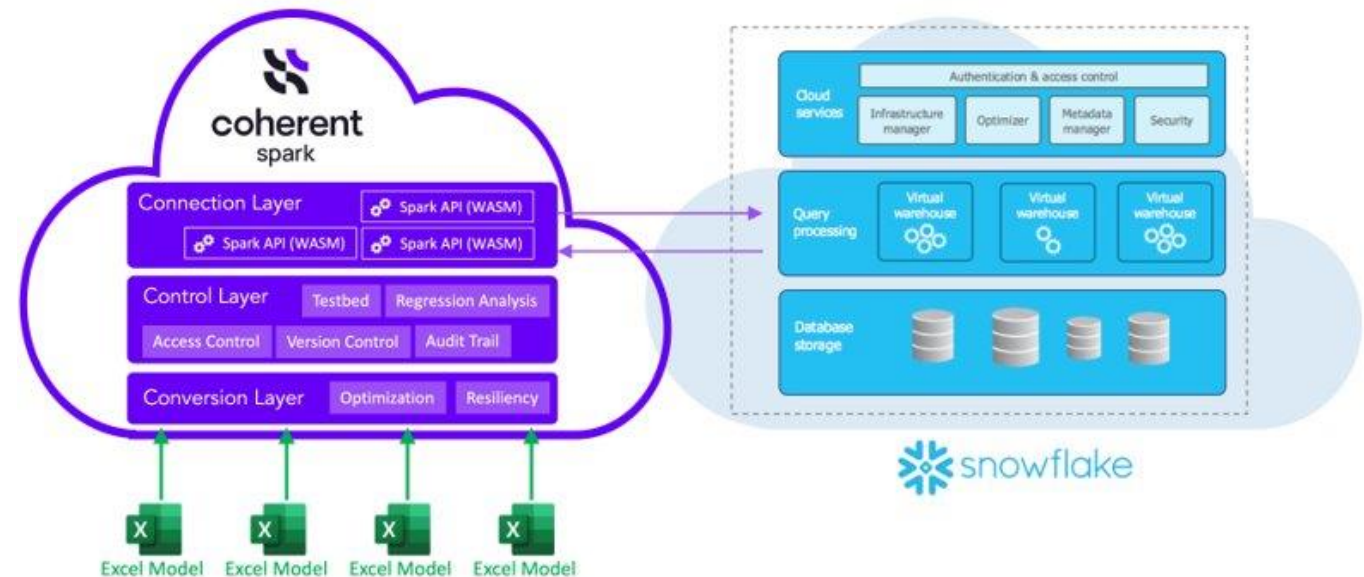 coherent
spark
Connection Layer
Spark API (WASM)
Spark API (WASM)
Spark API (WASM)
Control Layer
Testbed
Regression Analysis
Access Control
Version Control
Audit Trail
Conversion Layer
Optimization
Resiliency
Excel Model
Excel Model
Excel Model
Excel Model
Cloud
services
Authentication & access control
Infrastructure
manager
Optimizer
Metadata
manager
Security
Query
processing
Virtual
warehouse
Virtual
warehouse
Virtual
warehouse
Database
storage
snowflake